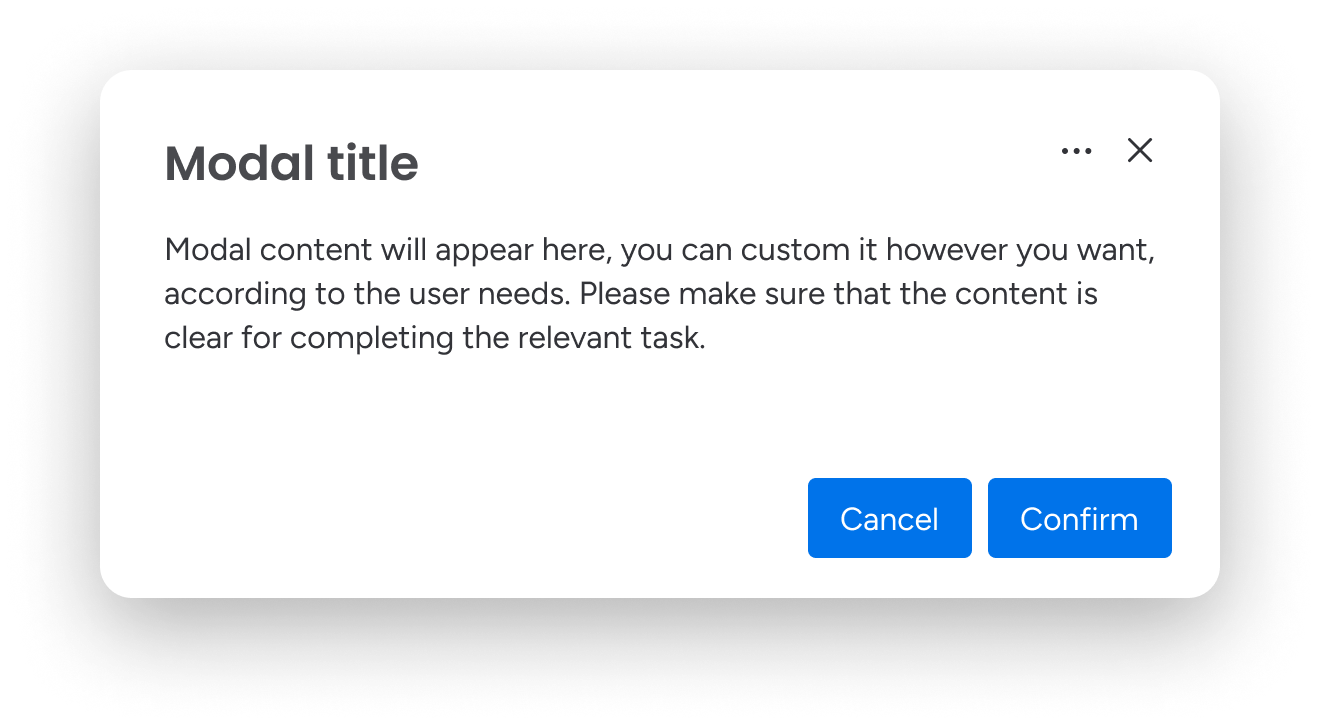 Modal title
Modal content will appear here, you can custom it however you want,
according to the user needs. Please make sure that the content is
clear for completing the relevant task.
Cancel
Confirm